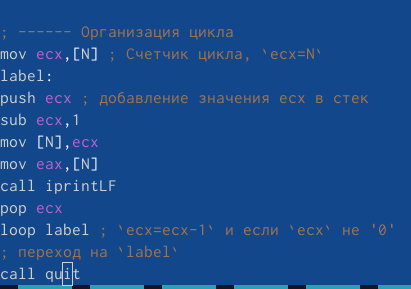 ; ------ Организация цикла
mov ecx,[N] ; Счетчик цикла, `ecx=N`
label:
push ecx ; добавление значения ecx в стек
sub ecx,1
mov [N],ecx
mov eax,[N]
call iprintLF
pop ecx
loop label ; `ecx=ecx-1` и если `ecx` не '0'
; переход на `label`
call quit